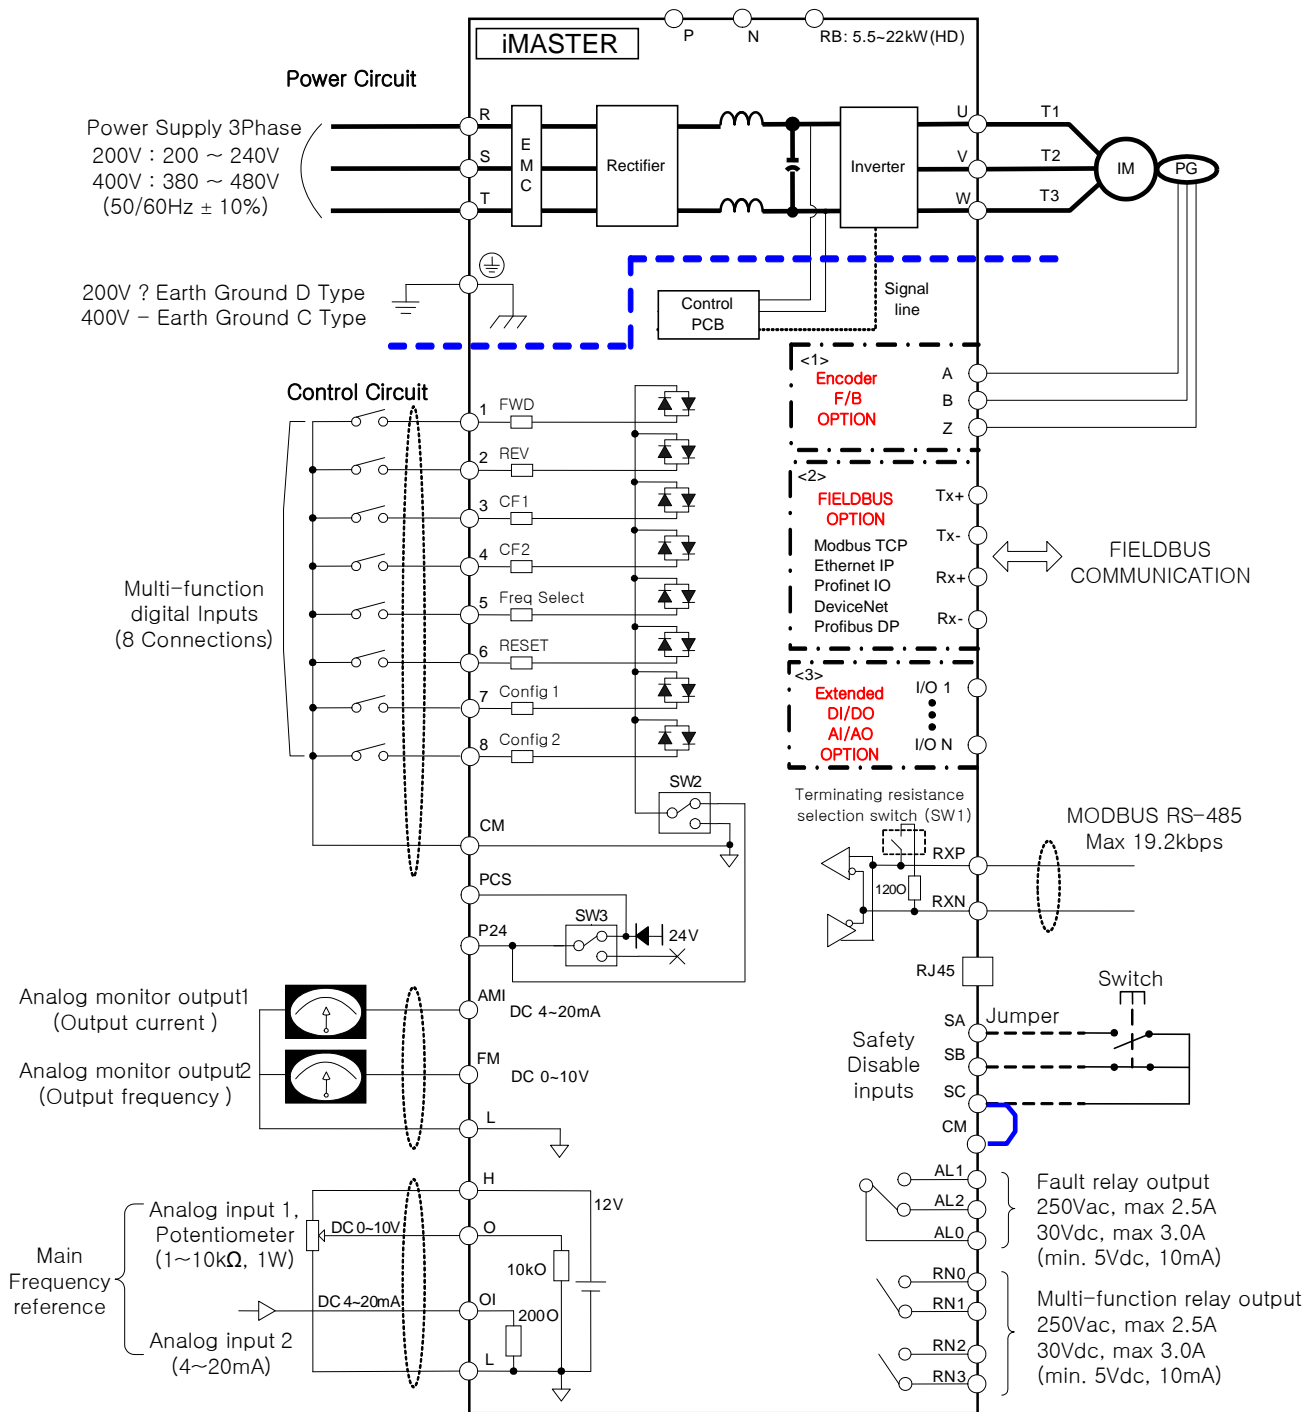 iMASTER
P
N
RB: 5.5~22kW(HD)
Power Circuit
Power Supply 3Phase
200V : 200 ~ 240V
400V : 380 ~ 480V
(50/60Hz ± 10%)
R
S
T
E
M
C
Rectifier
Inverter
U
V
W
T1
T2
T3
IM
PG
200V ? Earth Ground D Type
400V - Earth Ground C Type
Control
PCB
Signal
line
Control Circuit
Multi-function
digital Inputs
(8 Connections)
1 FWD
2 REV
3 CF1
4 CF2
5 Freq Select
6 RESET
7 Config 1
8 Config 2
SW2
CM
PCS
P24
SW3
24V
<1>
Encoder
F/B
OPTION
A
B
Z
<2>
FIELDBUS
OPTION
Modbus TCP
Ethernet IP
Profinet IO
DeviceNet
Profibus DP
Tx+
Tx-
Rx+
Rx-
FIELDBUS
COMMUNICATION
<3>
Extended
DI/DO
AI/AO
OPTION
I/O 1
I/O N
Terminating resistance
selection switch (SW1)
120O
RXP
RXN
MODBUS RS-485
Max 19.2kbps
RJ45
Analog monitor output1
(Output current )
Analog monitor output2
(Output frequency )
AMI
DC 4~20mA
FM
DC 0~10V
L
Safety
Disable
inputs
SA
SB
SC
CM
Jumper
Switch
Main
Frequency
reference
Analog input 1,
Potentiometer
(1~10kΩ, 1W)
Analog input 2
(4~20mA)
DC 0~10V
DC 4~20mA
H
O
OI
L
12V
10kO
200O
AL1
AL2
AL0
Fault relay output
250Vac, max 2.5A
30Vdc, max 3.0A
(min. 5Vdc, 10mA)
RN0
RN1
RN2
RN3
Multi-function relay output
250Vac, max 2.5A
30Vdc, max 3.0A
(min. 5Vdc, 10mA)